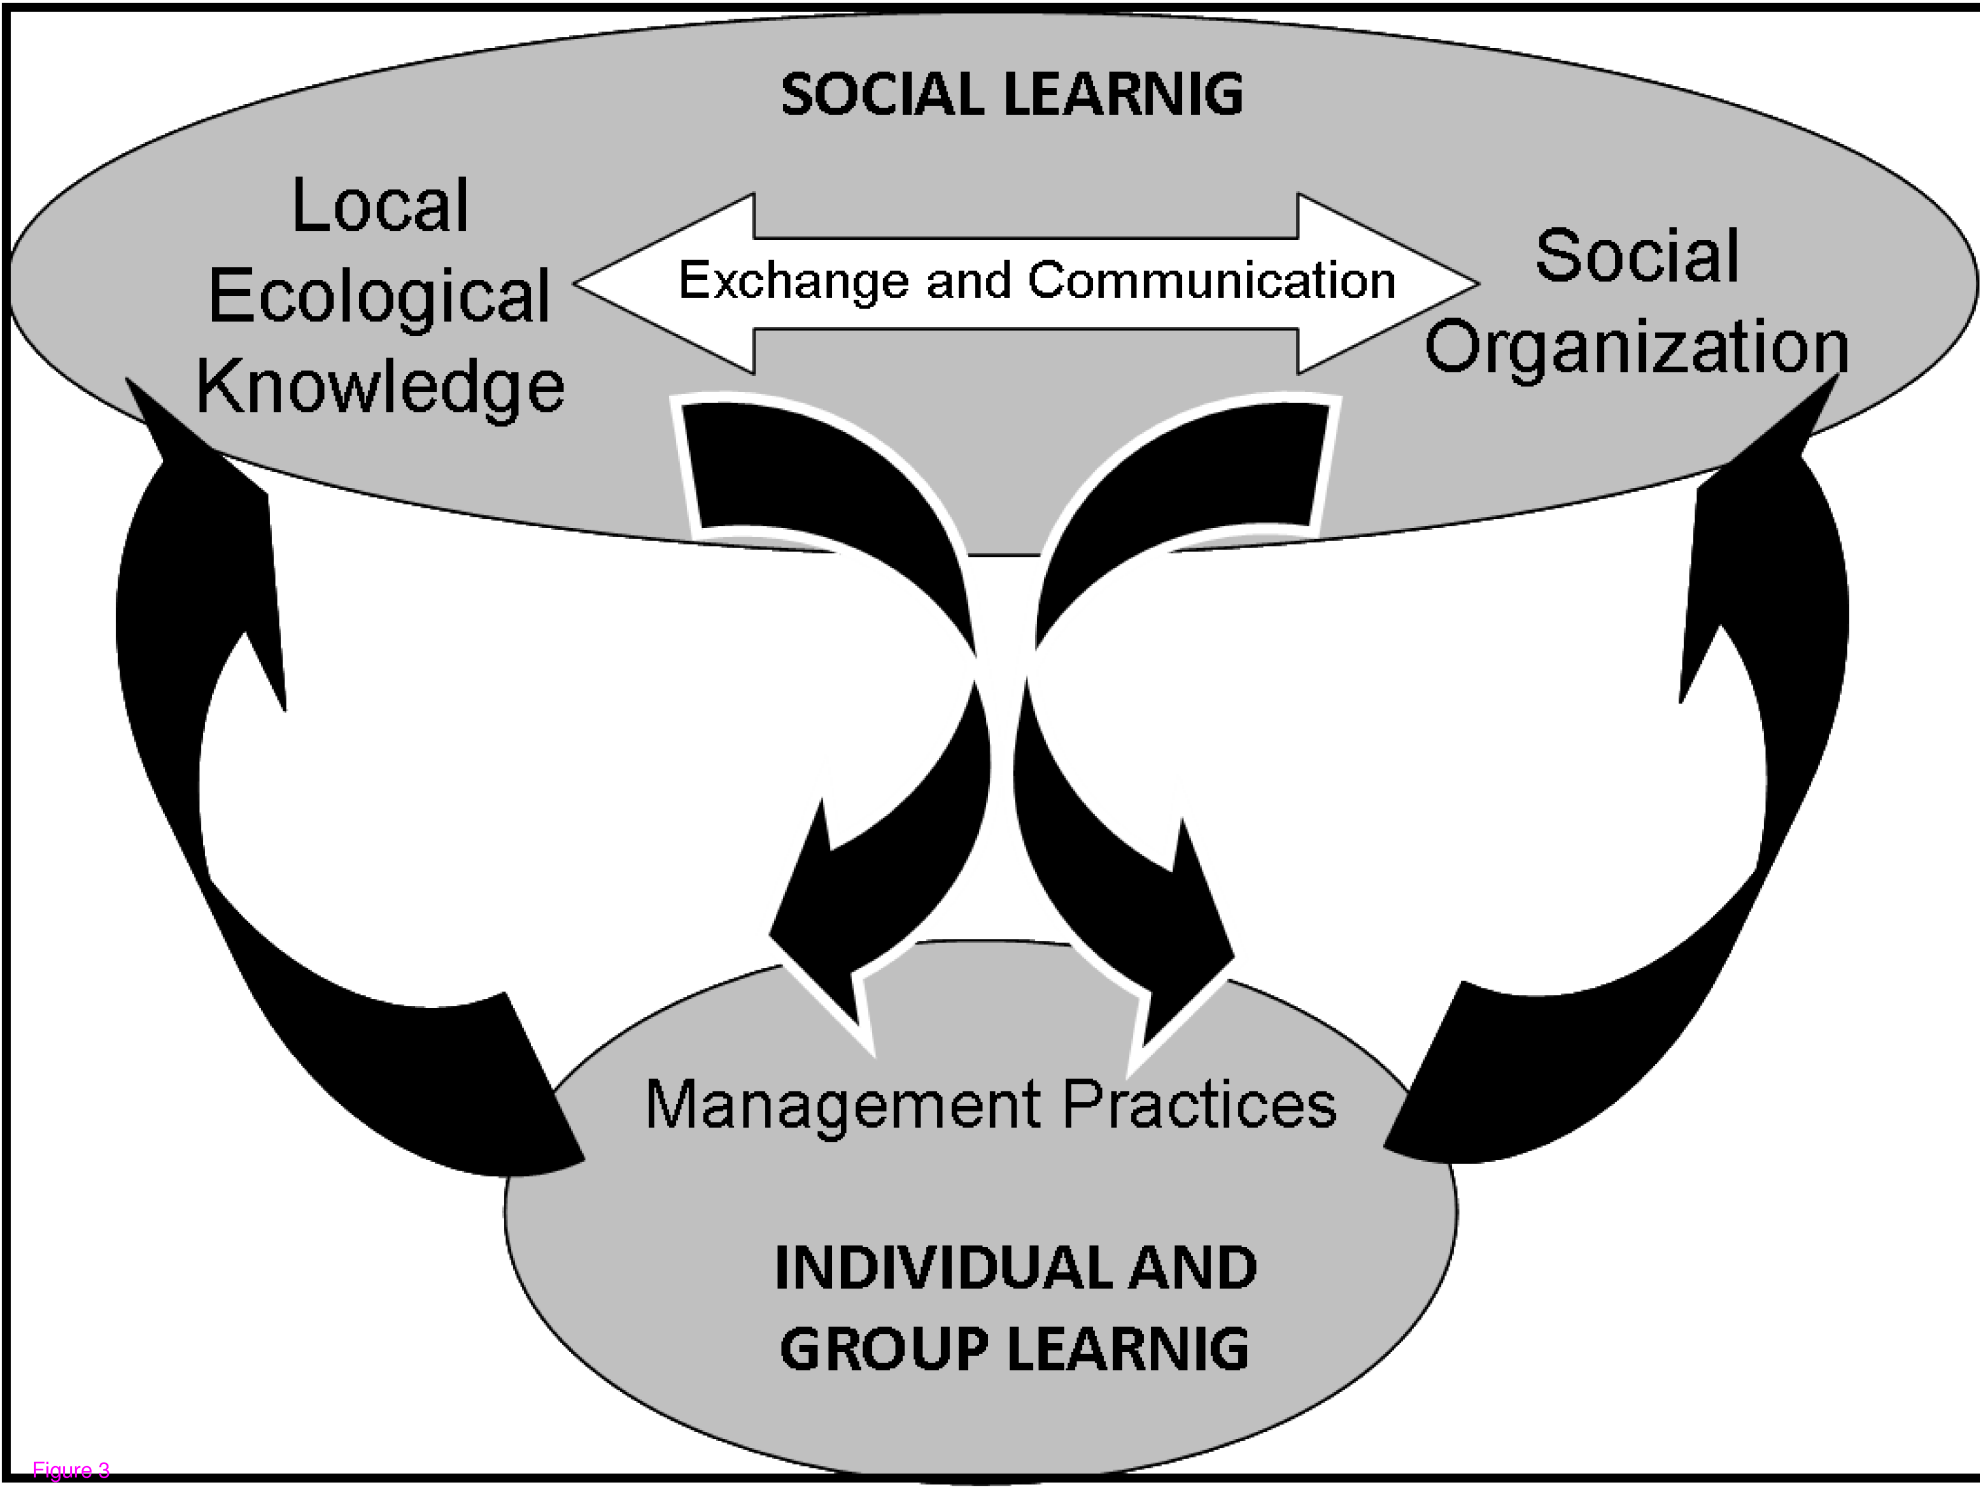 SOCIAL LEARNIG
Local
Ecological
Knowledge
Exchange and Communication
Social
Organization
Management Practices
INDIVIDUAL AND
GROUP LEARNIG
Figure 3